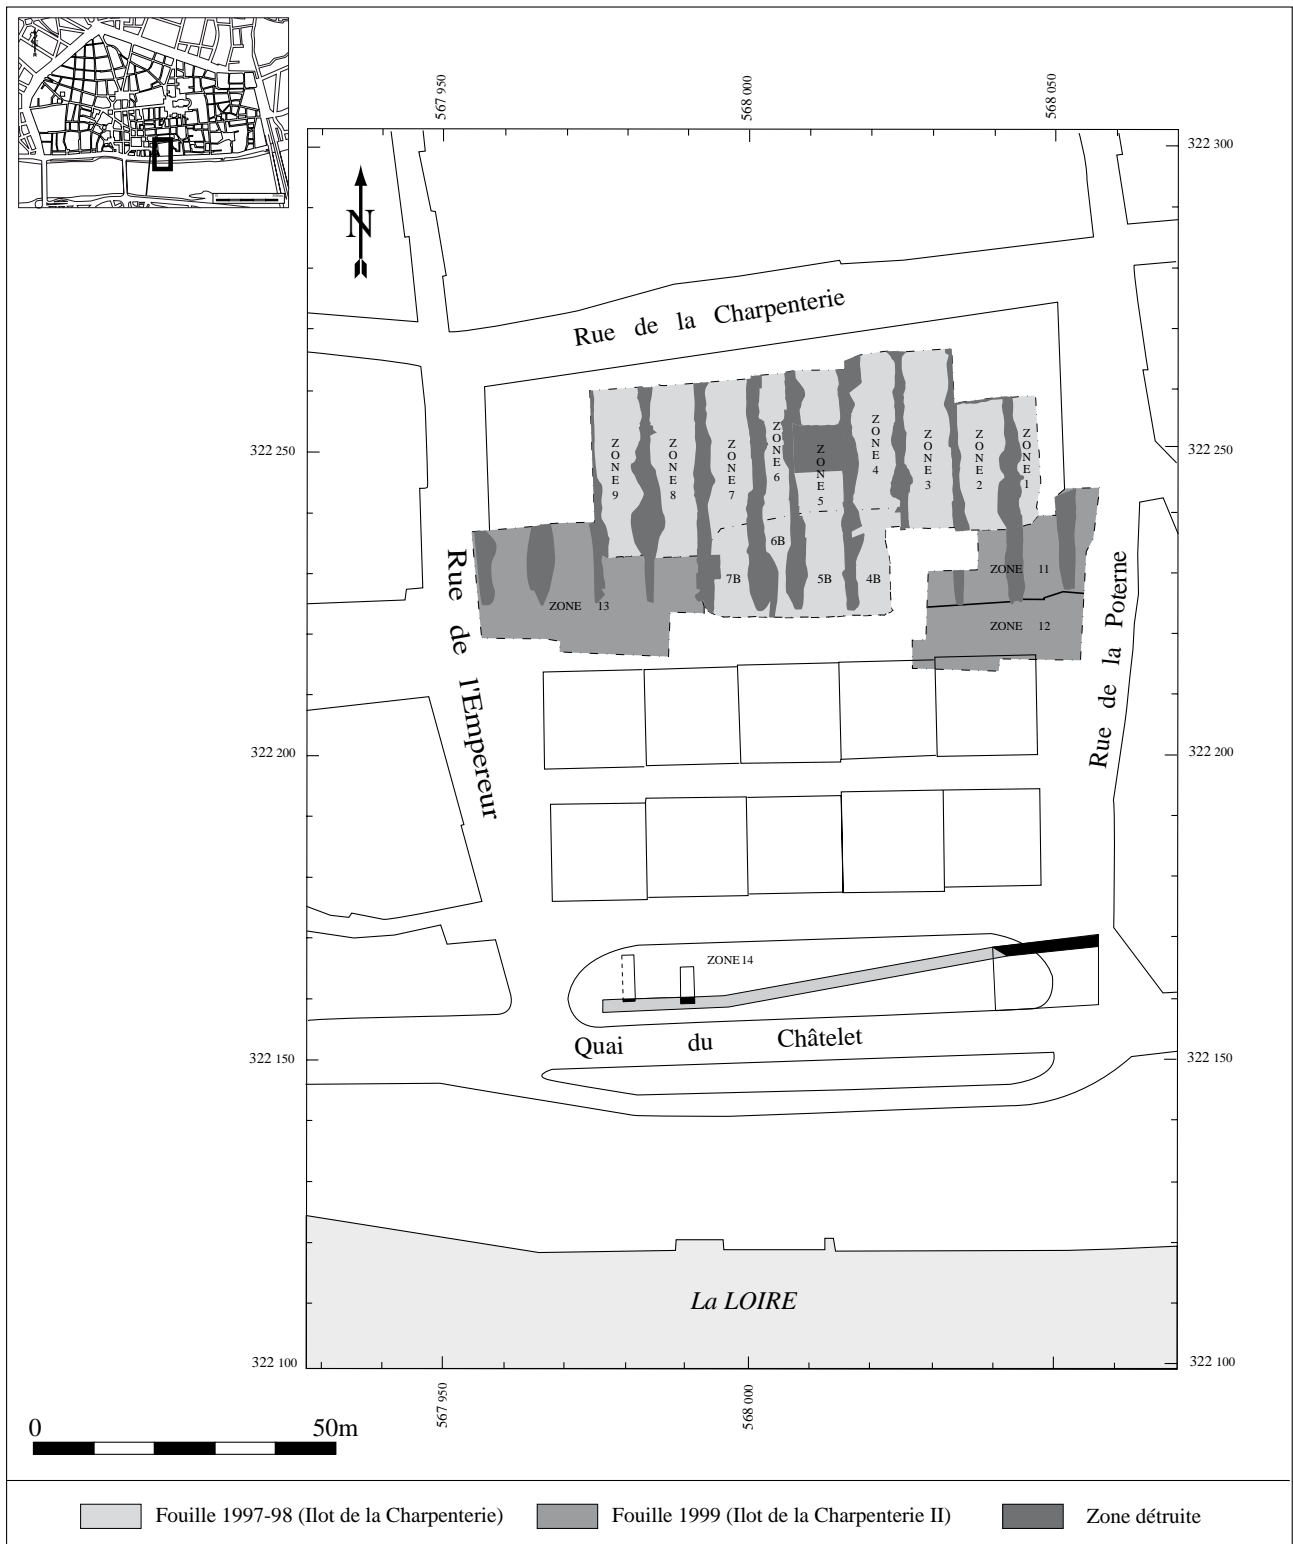 567 950
568 000
568 050
322 300
322 300
N
Rue de la Charpenterie
322 250
322 250
ZONE 9
ZONE 8
ZONE 7
ZONE 6
ZONE 5
ZONE 4
ZONE 3
ZONE 2
ZONE 1
6B
7B
5B
4B
ZONE 11
ZONE 13
ZONE 12
Rue de l'Empereur
Rue de la Poterne
322 200
322 200
ZONE 14
Quai du Châtelet
322 150
322 150
La LOIRE
322 100
322 100
567 950
568 000
0 50m
Fouille 1997-98 (Ilot de la Charpenterie)
Fouille 1999 (Ilot de la Charpenterie II)
Zone détruite